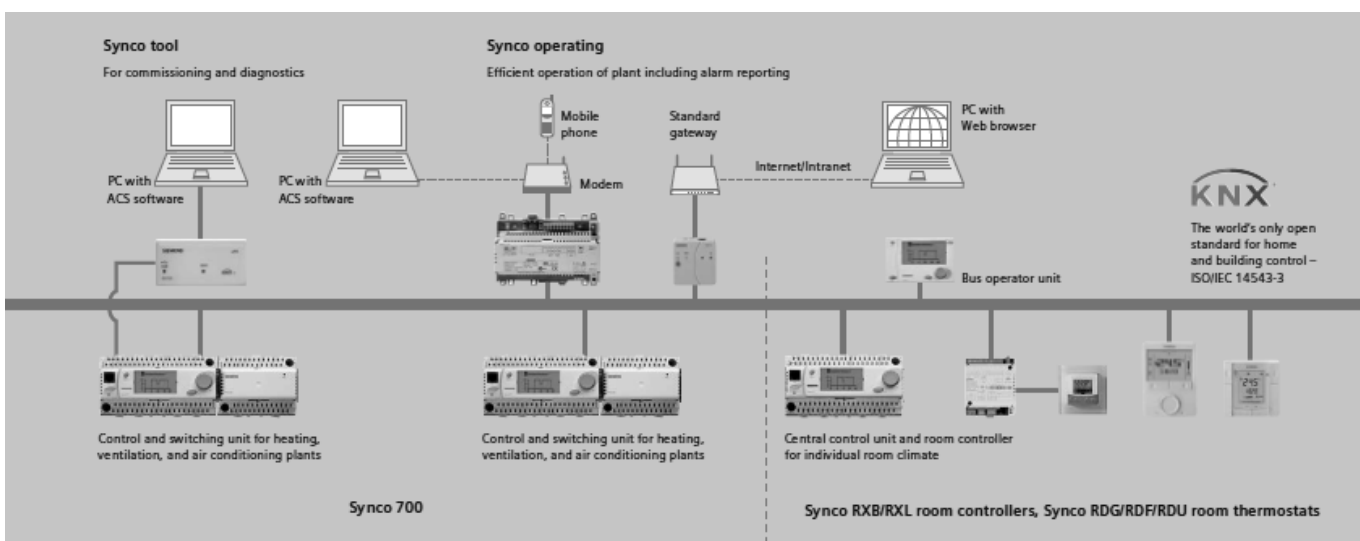 Synco tool
For commissioning and diagnostics
Synco operating
Efficient operation of plant including alarm reporting
PC with
ACS software
PC with
ACS software
Mobile
phone
Modem
Standard
gateway
Internet/Intranet
PC with
Web browser
KNX
The world's only open
standard for home
and building control –
ISO/IEC 14543-3
Bus operator unit
Control and switching unit for heating,
ventilation, and air conditioning plants
Control and switching unit for heating,
ventilation, and air conditioning plants
Central control unit and room controller
for individual room climate
Synco 700
Synco RXB/RXL room controllers, Synco RDG/RDF/RDU room thermostats